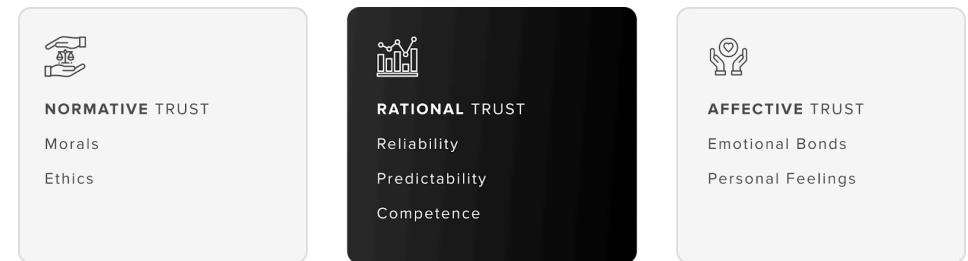 NORMATIVE TRUST
Morals
Ethics
RATIONAL TRUST
Reliability
Predictability
Competence
AFFECTIVE TRUST
Emotional Bonds
Personal Feelings